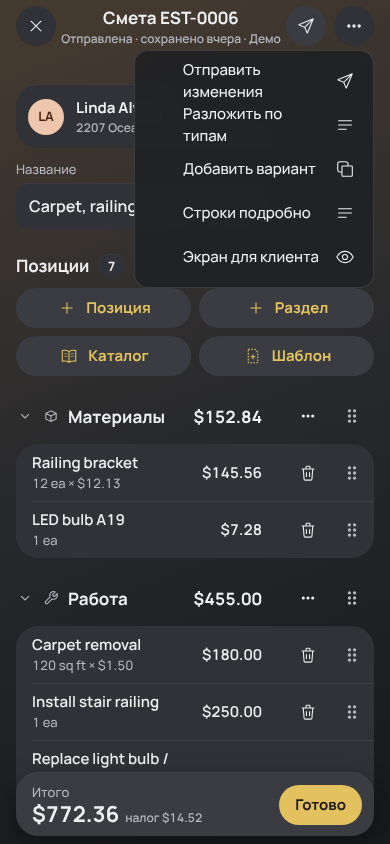 Смета EST-0006
Отправлена · сохранено вчера · Демо
Отправить
изменения
Разложить по
типам
Добавить вариант
Строки подробно
Экран для клиента
LA
Linda Al
2207 Ocea
Название
Carpet, railing
Позиции 7
+ Позиция
+ Раздел
Каталог
Шаблон
Материалы $152.84
Railing bracket
12 ea × $12.13
$145.56
LED bulb A19
1 ea
$7.28
Работа $455.00
Carpet removal
120 sq ft × $1.50
$180.00
Install stair railing
1 ea
$250.00
Replace light bulb /
Итого
$772.36 налог $14.52
Готово